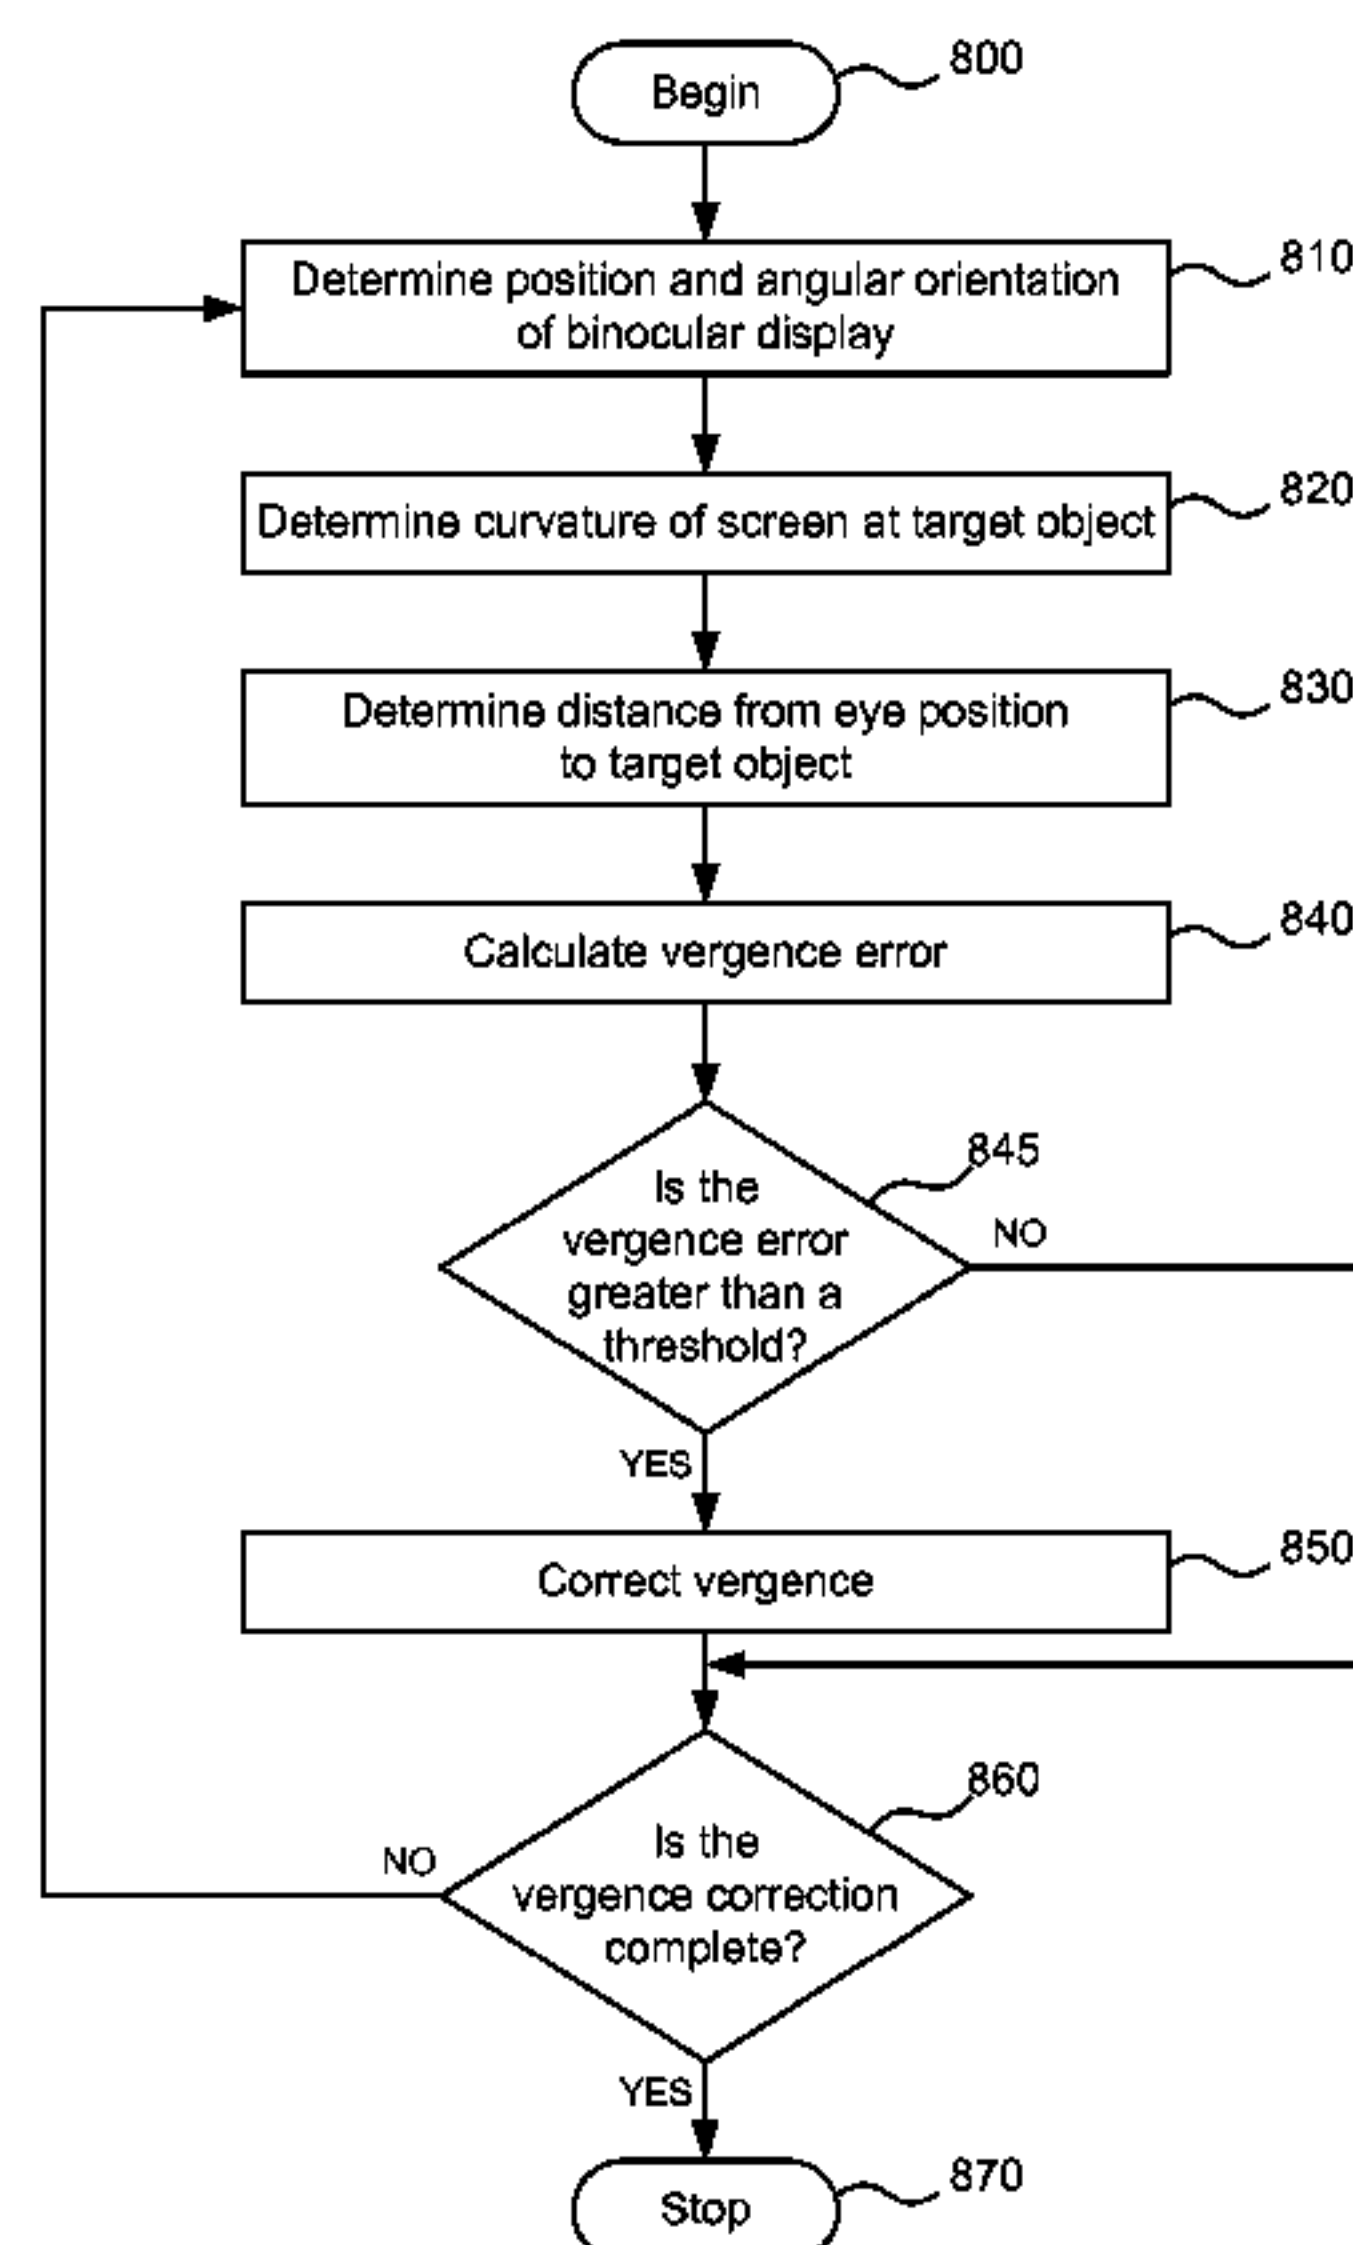 Begin
800
Determine position and angular orientation
of binocular display
810
Determine curvature of screen at target object
820
Determine distance from eye position
to target object
830
Calculate vergence error
840
Is the
vergence error
greater than a
threshold?
845
NO
YES
Correct vergence
850
Is the
vergence correction
complete?
860
NO
YES
Stop
870